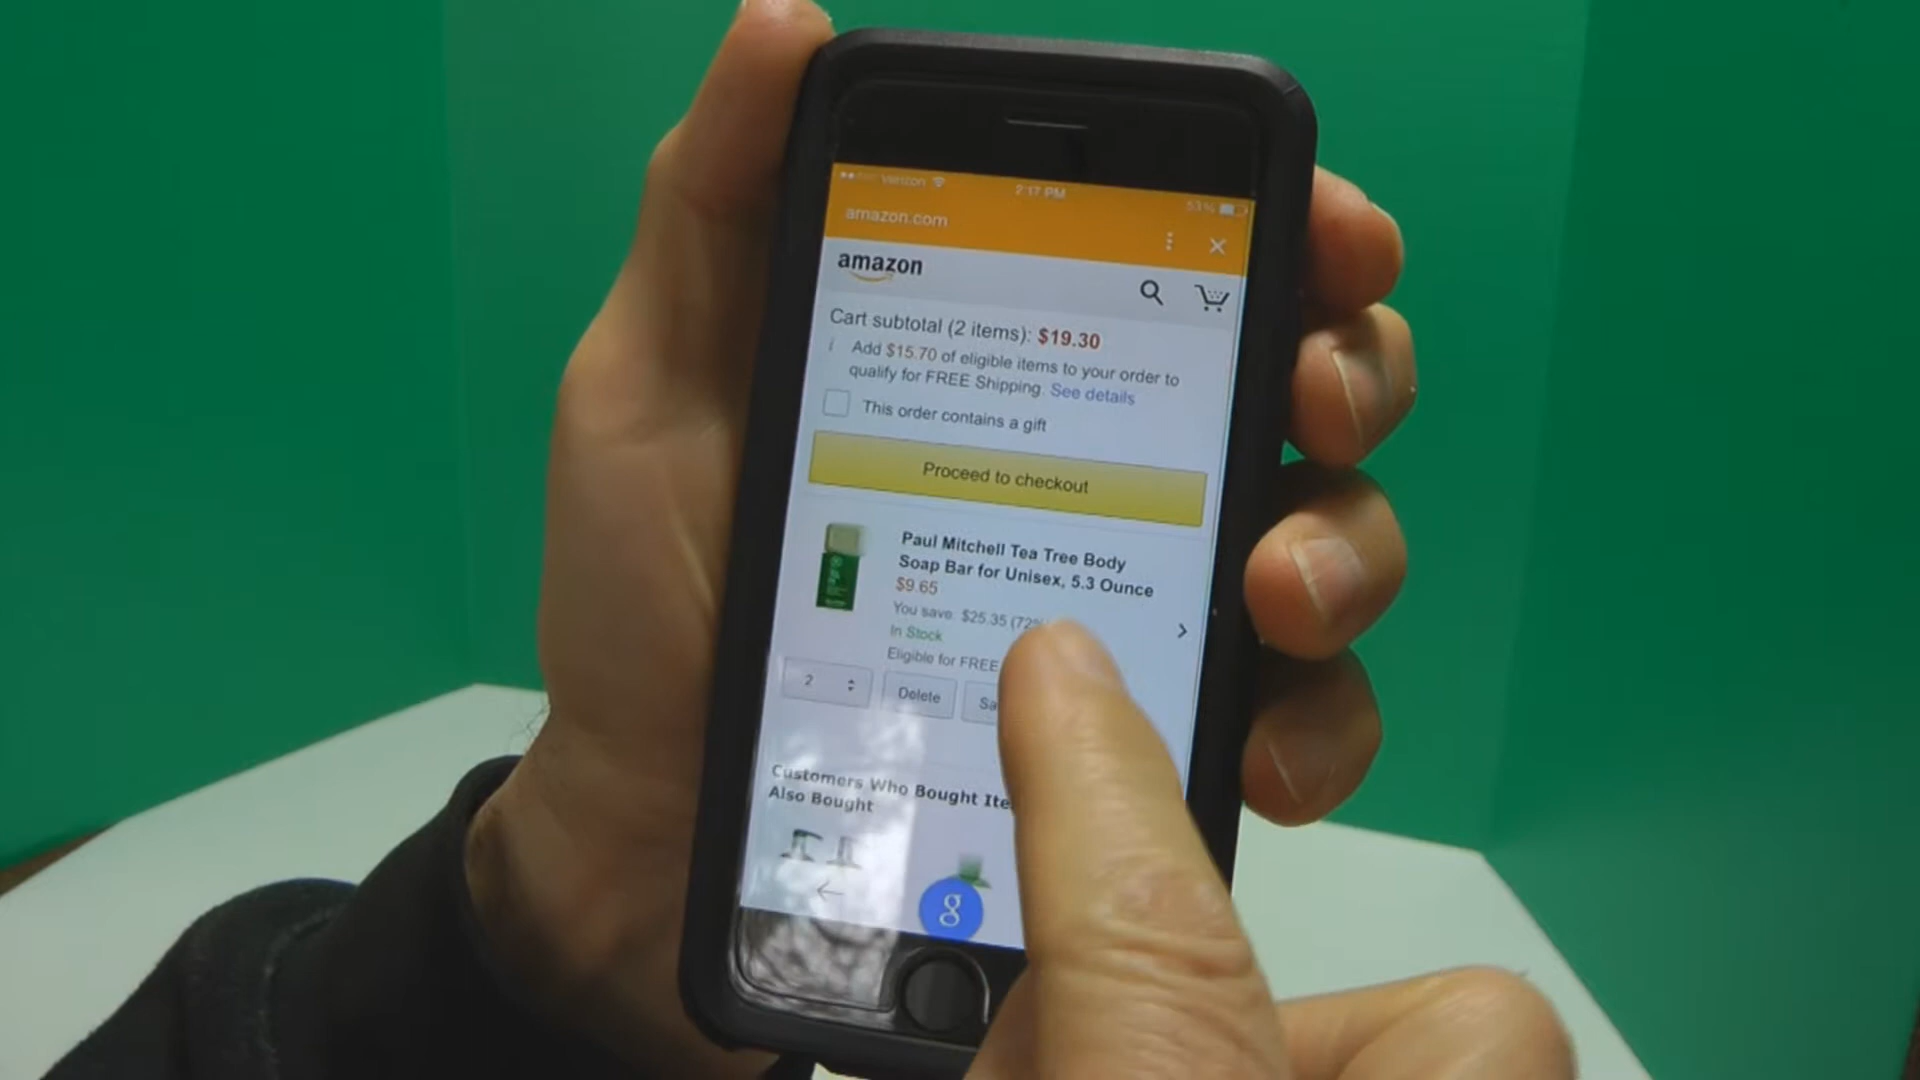 Verizon 2:17 PM 53%
amazon.com
amazon
Cart subtotal (2 items): $19.30
i Add $15.70 of eligible items to your order to
qualify for FREE Shipping. See details
This order contains a gift
Proceed to checkout
Paul Mitchell Tea Tree Body
Soap Bar for Unisex, 5.3 Ounce
$9.65
You save: $25.35 (72%
In Stock
Eligible for FREE
2 Delete
Customers Who Bought
Also Bought
g